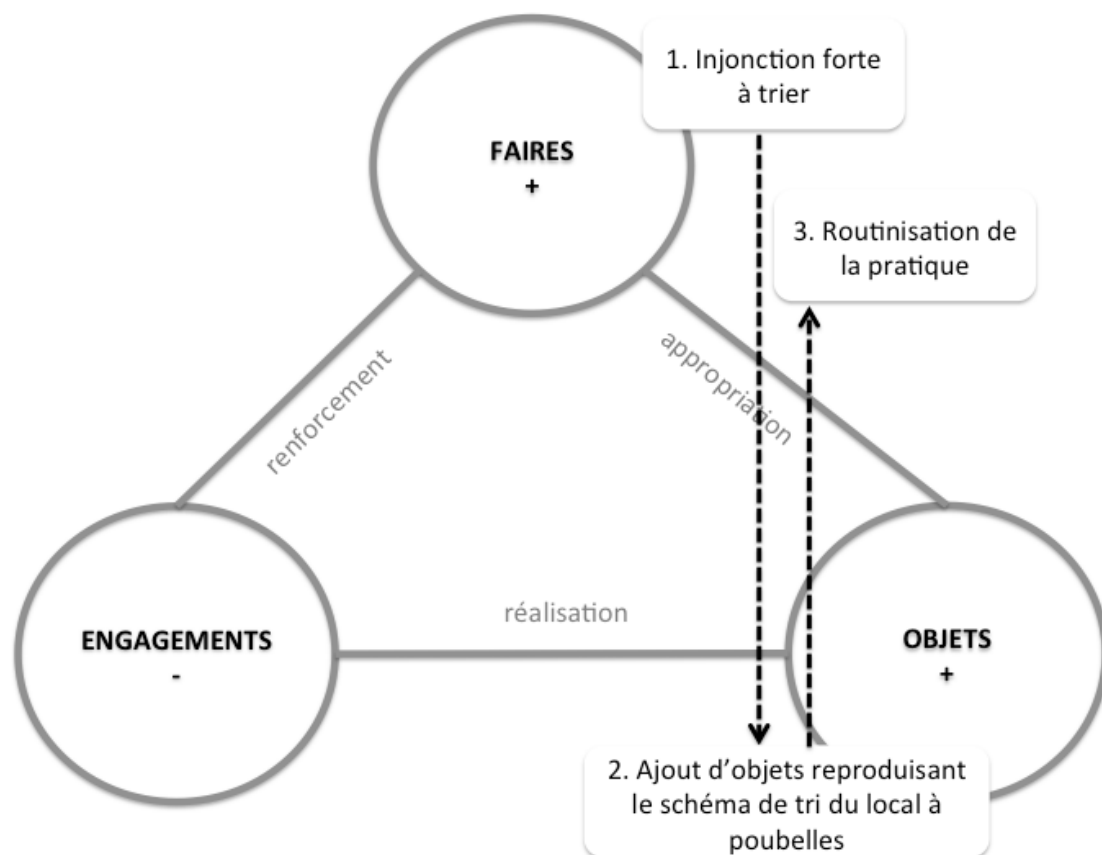 1. Injonction forte
à trier
FAIRES
+
3. Routinisation de
la pratique
renforcement
appropriation
réalisation
ENGAGEMENTS
-
OBJETS
+
2. Ajout d’objets reproduisant
le schéma de tri du local à
poubelles